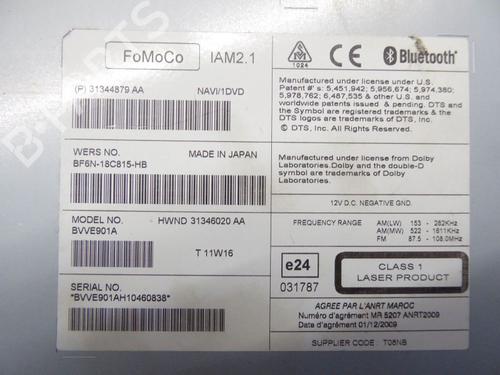 FoMoCo IAM2.1
(P) 31344879 AA NAVI/1DVD
WERS NO. MADE IN JAPAN
BF6N-18C815-HB
MODEL NO. HWND 31346020 AA
BVVE901A
T 11W16
SERIAL NO.
*BVVE901AH10460838*
M
1024
CE
Bluetooth
Manufactured under license under U.S.
Patent #' s: 5,451,942; 5,956,674; 5,974,380;
5,978,762; 6,487,535 & other U.S. and
worldwide patents issued & pending. DTS and
the Symbol are registered trademarks & the
DTS logos are trademarks of DTS, Inc.
© DTS, Inc. All Rights Reserved
Manufactured under license from Dolby
Laboratories.Dolby and the double-D
symbol are trademarks of Dolby
Laboratories.
12V D.C. NEGATIVE GND.
FREQUENCY RANGE AM(LW) 153 - 282KHz
AM(MW) 522 - 1611KHz
FM 87.5 - 108.0MHz
e24
031787
CLASS 1
LASER PRODUCT
AGREE PAR L'ANRT MAROC
Numéro d'agrément MR 5207 ANRT2009
Date d'agrément 01/12/2009
SUPPLIER CODE : T06NB
B-PARTS